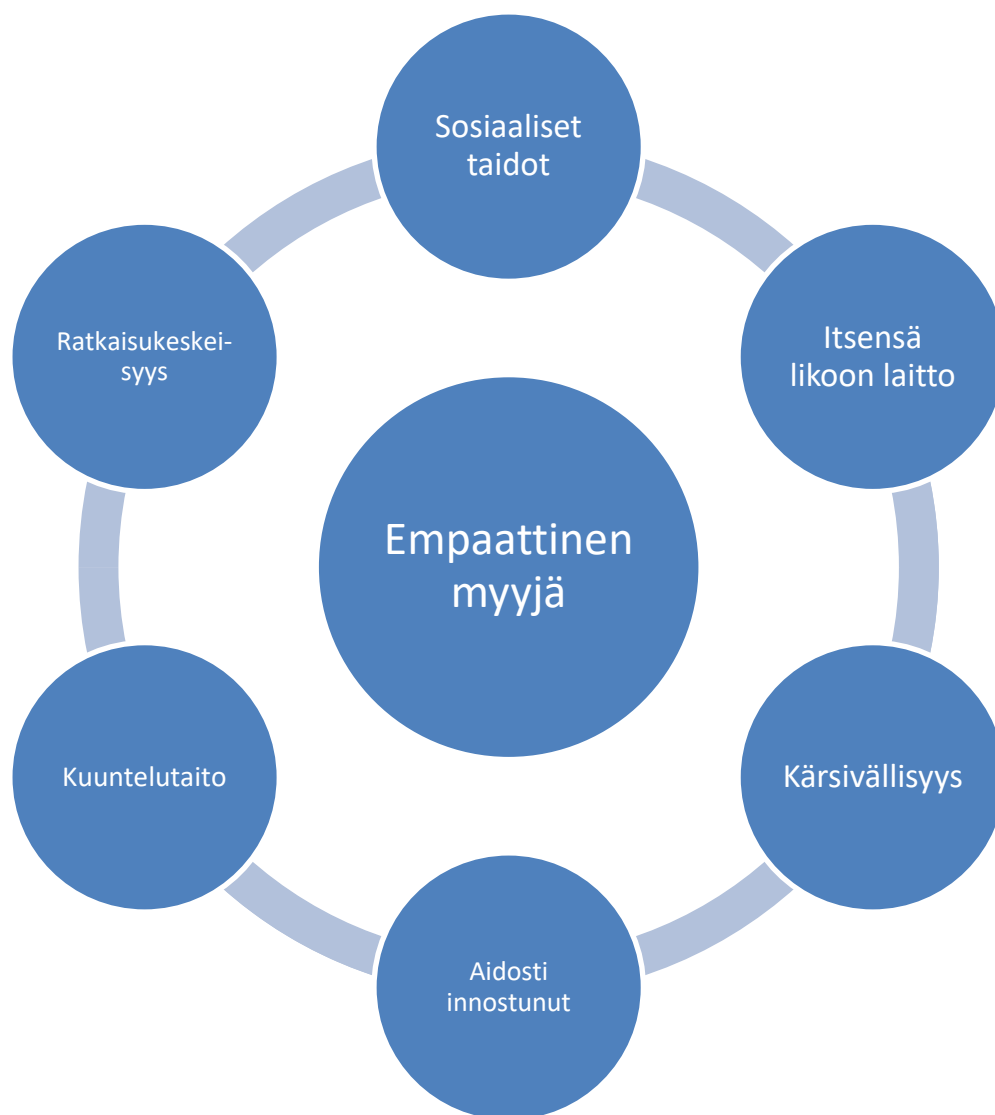 Sosiaaliset
taidot
Itsensä
likoon laitto
Kärsivällisyys
Aidosti
innostunut
Kuuntelutaito
Ratkaisukeskei-
syys
Empaattinen
myyjä